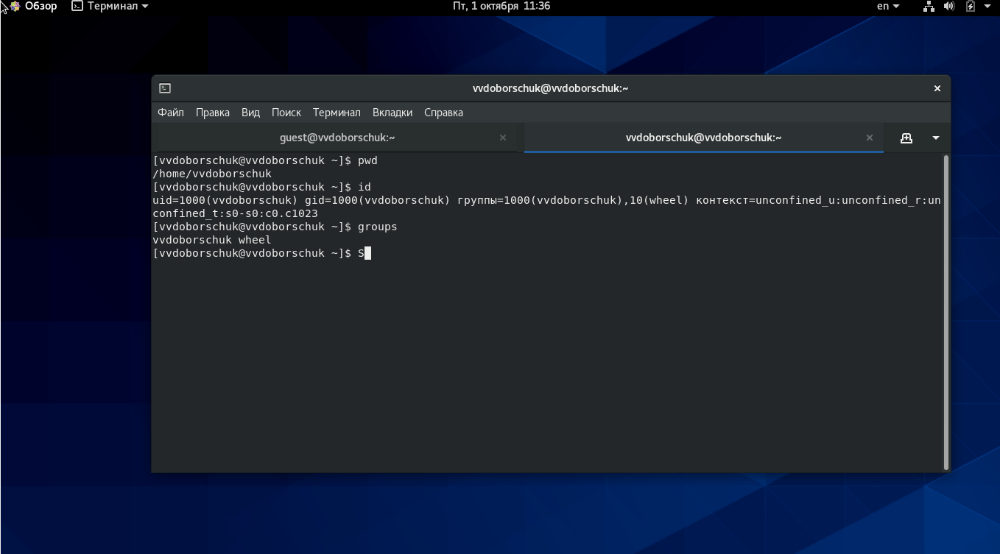 Обзор Терминал Пт, 1 октября 11:36 en
vvdoborschuk@vvdoborschuk:~
Файл Правка Вид Поиск Терминал Вкладки Справка
guest@vvdoborschuk:~ vvdoborschuk@vvdoborschuk:~
[vvdoborschuk@vvdoborschuk ~]$ pwd
/home/vvdoborschuk
[vvdoborschuk@vvdoborschuk ~]$ id
uid=1000(vvdoborschuk) gid=1000(vvdoborschuk) группы=1000(vvdoborschuk),10(wheel) контекст=unconfined_u:unconfined_r:un
confined_t:s0-s0:c0.c1023
[vvdoborschuk@vvdoborschuk ~]$ groups
vvdoborschuk wheel
[vvdoborschuk@vvdoborschuk ~]$ S